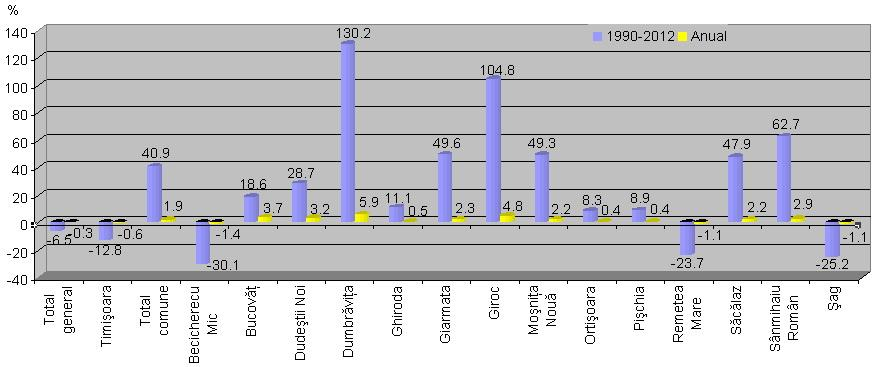 %
1990-2012 Anual
140
120
100
80
60
40
20
0
-20
-40
-6.5 -0.3
-12.8 -0.6
40.9 1.9
-30.1 -1.4
18.6 3.7
28.7 3.2
130.2 5.9
11.1 0.5
49.6 2.3
104.8 4.8
49.3 2.2
8.3 0.4
8.9 0.4
-23.7 -1.1
47.9 2.2
62.7 2.9
-25.2 -1.1
Total
general
Timişoara
Total
comune
Becicherecu
Mic
Bucovăţ
Dudeştii Noi
Dumbrăviţa
Ghiroda
Giarmata
Giroc
Moşniţa
Nouă
Ortişoara
Pişchia
Remetea
Mare
Săcălaz
Sânmihaiu
Român
Şag